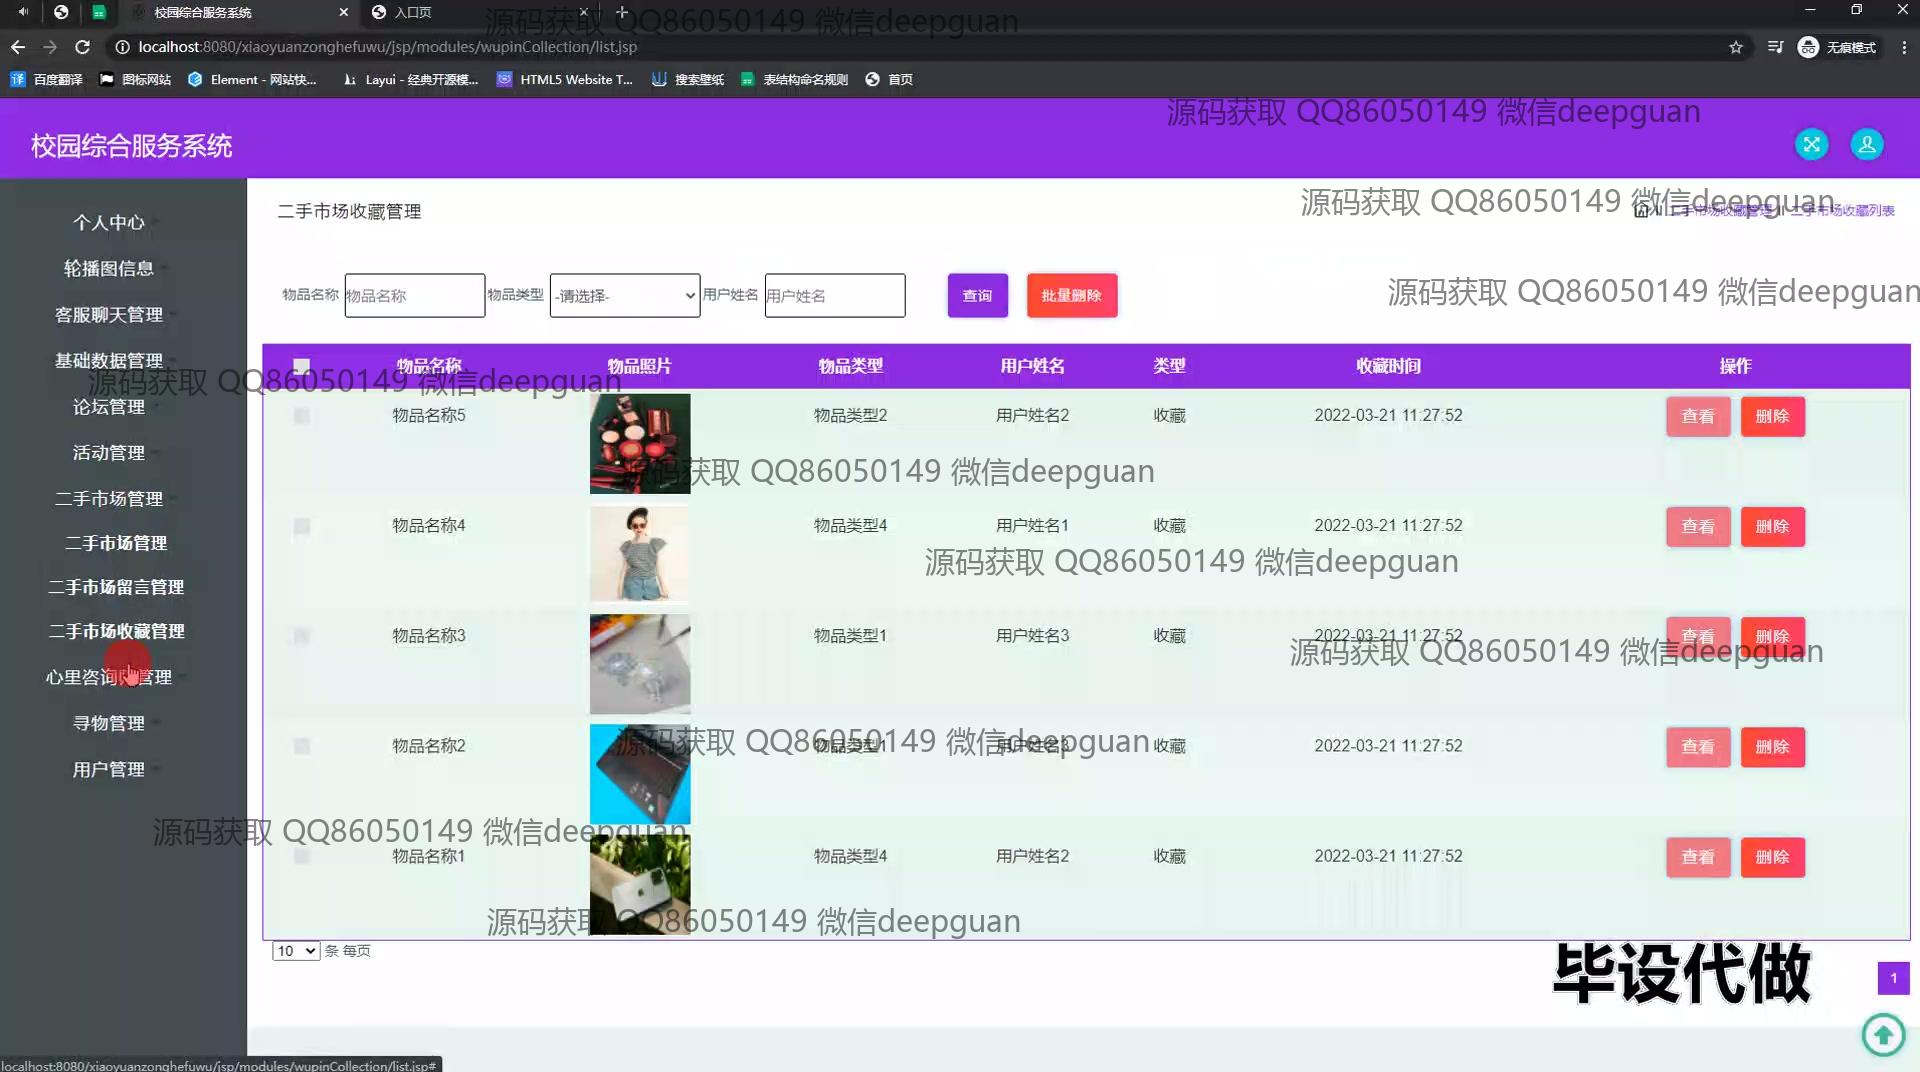 校园综合服务系统
入口页
源码获取 QQ86050149 微信deepguan
localhost:8080/xiaoyuanzonghefuwu/jsp/modules/wupinCollection/list.jsp
无痕模式
百度翻译 图标网站 Element - 网站快... Layui - 经典开源模... HTML5 Website T... 搜索壁纸 表结构命名规则 首页
源码获取 QQ86050149 微信deepguan
校园综合服务系统
源码获取 QQ86050149 微信deepguan
个人中心
二手市场收藏管理
二手市场收藏管理 // 二手市场收藏列表
轮播图信息
物品名称 物品名称 物品类型 -请选择- 用户姓名 用户姓名 查询 批量删除
源码获取 QQ86050149 微信deepguan
客服聊天管理
基础数据管理
物品名称 物品照片 物品类型 用户姓名 类型 收藏时间 操作
源码获取 QQ86050149 微信deepguan
论坛管理
物品名称5 物品类型2 用户姓名2 收藏 2022-03-21 11:27:52 查看 删除
活动管理
源码获取 QQ86050149 微信deepguan
二手市场管理
物品名称4 物品类型4 用户姓名1 收藏 2022-03-21 11:27:52 查看 删除
二手市场管理
源码获取 QQ86050149 微信deepguan
二手市场留言管理
二手市场收藏管理
物品名称3 物品类型1 用户姓名3 收藏 2022-03-21 11:27:52 查看 删除
源码获取 QQ86050149 微信deepguan
心里咨询 管理
寻物管理
物品名称2 物品类型1 用户姓名3 收藏 2022-03-21 11:27:52 查看 删除
源码获取 QQ86050149 微信deepguan
用户管理
源码获取 QQ86050149 微信deepguan
物品名称1 物品类型4 用户姓名2 收藏 2022-03-21 11:27:52 查看 删除
源码获取 QQ86050149 微信deepguan
10 条 每页
毕设代做
1
localhost:8080/xiaoyuanzonghefuwu/jsp/modules/wupinCollection/list.jsp#